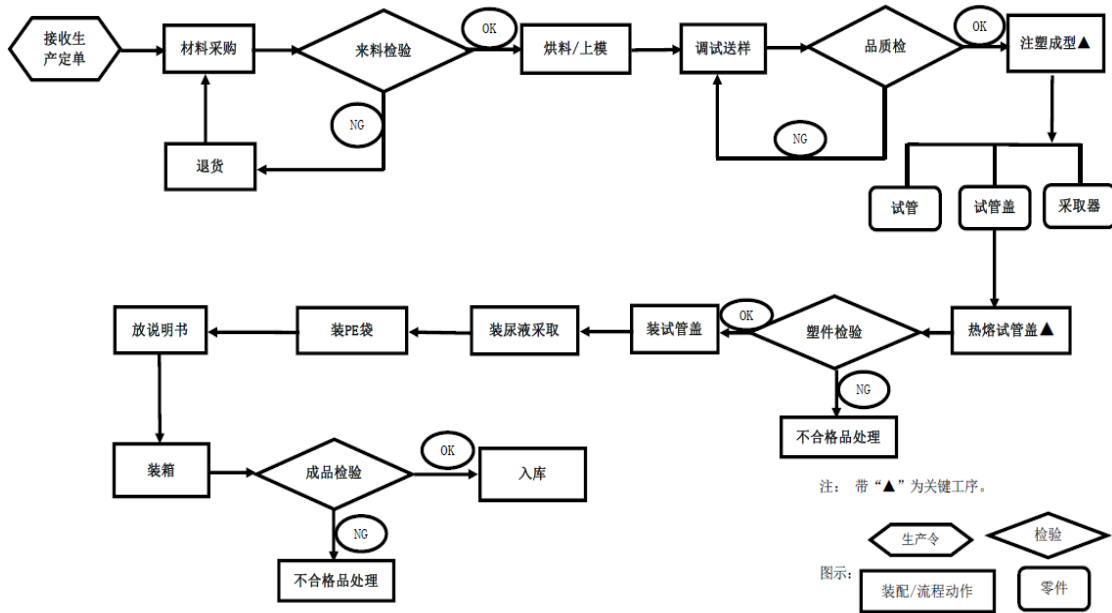 接收生
产定单
材料采购
来料检验
OK
烘料/上模
调试送样
品质检
OK
注塑成型▲
NG
退货
NG
试管
试管盖
采取器
放说明书
装PE袋
装尿液采取
装试管盖
OK
塑件检验
热熔试管盖▲
NG
不合格品处理
装箱
成品检验
OK
入库
NG
不合格品处理
注： 带“▲”为关键工序。
图示：
生产令
检验
装配/流程动作
零件